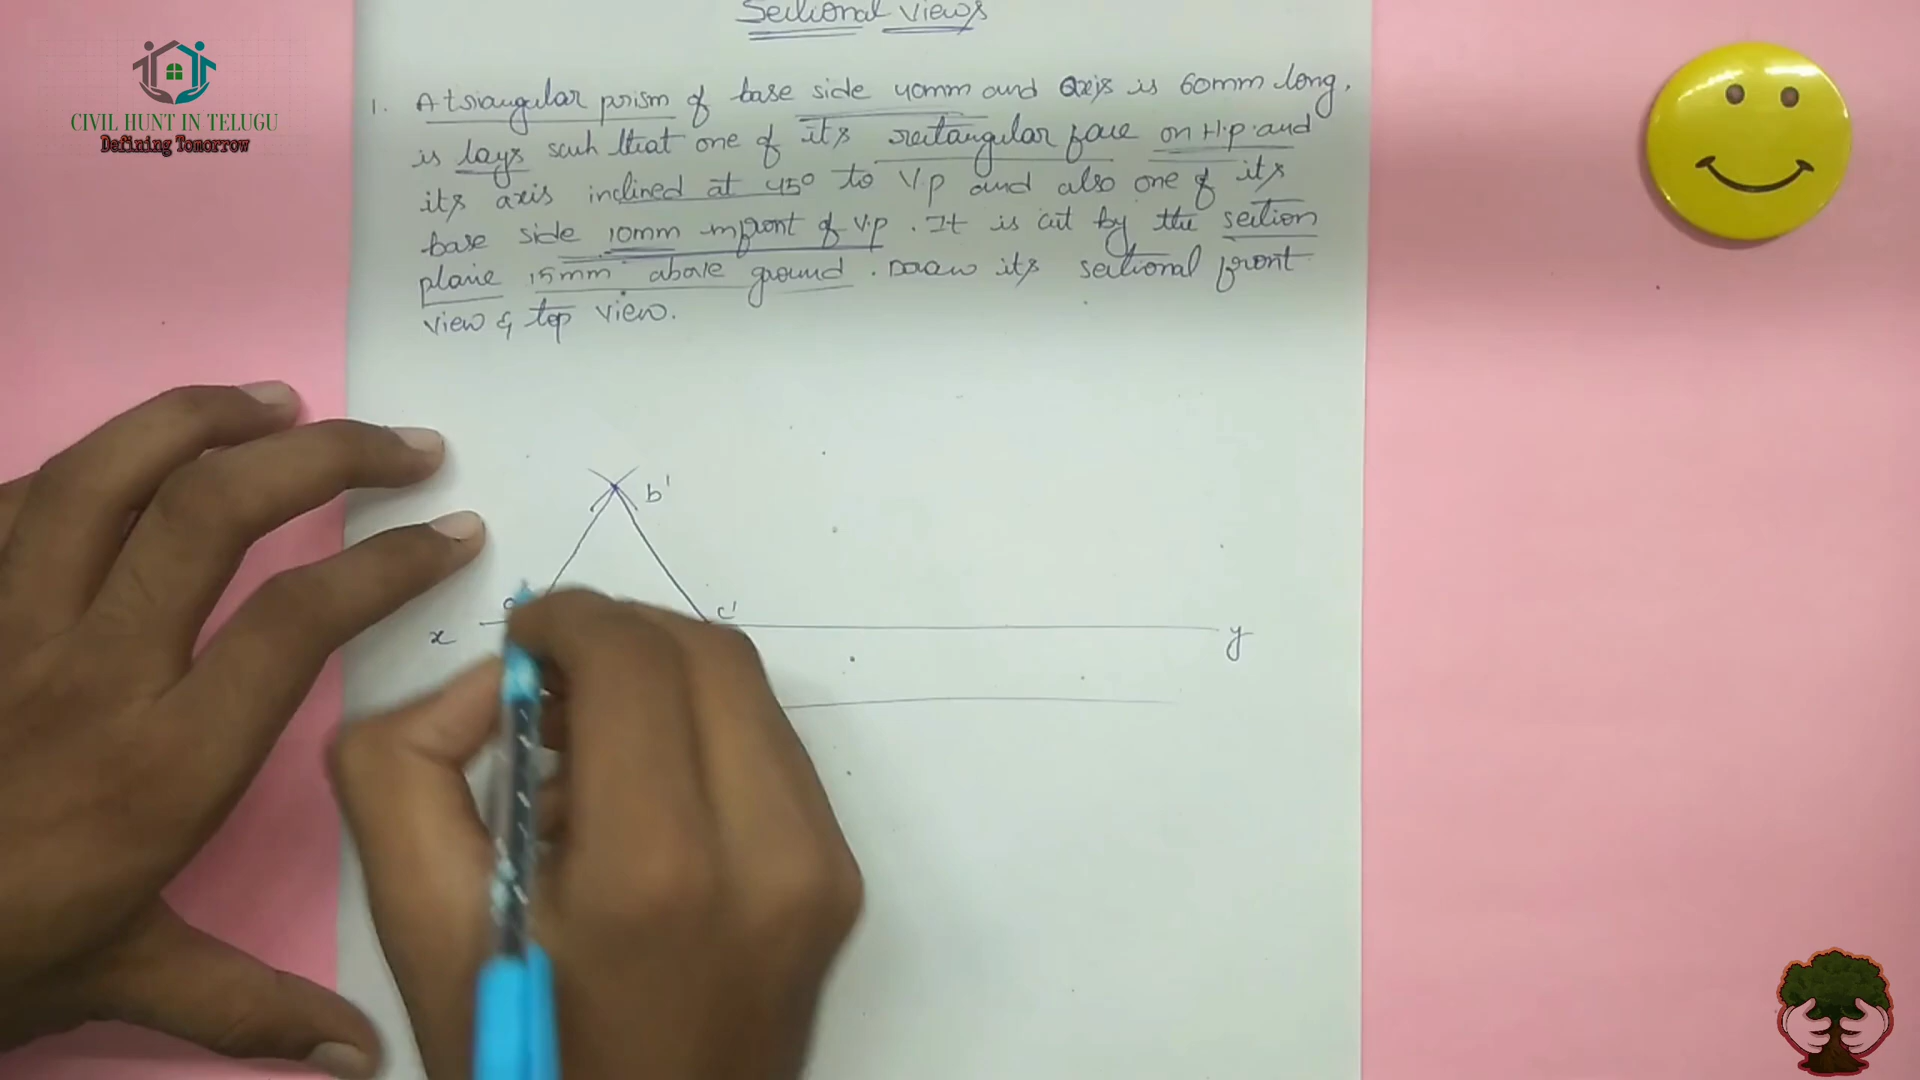 Sectional views
CIVIL HUNT IN TELUGU
Defining Tomorrow
1. A triangular prism of base side 40mm and axis is 60mm long,
is lays such that one of its rectangular face on H.p. and
its axis inclined at 45° to V.p and also one of its
base side 10mm infront of V.p. It is cut by the section
plane 15mm above ground. Draw its sectional front
view & top view.
b'
c'
x
y